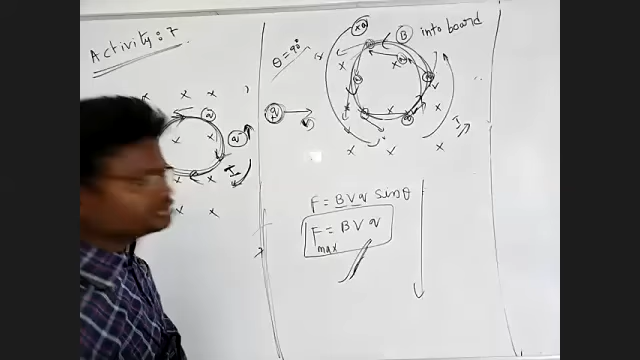 Activity: 7
θ = 90°
B into board
I
q
I
F = BVq sinθ
F max = BVq